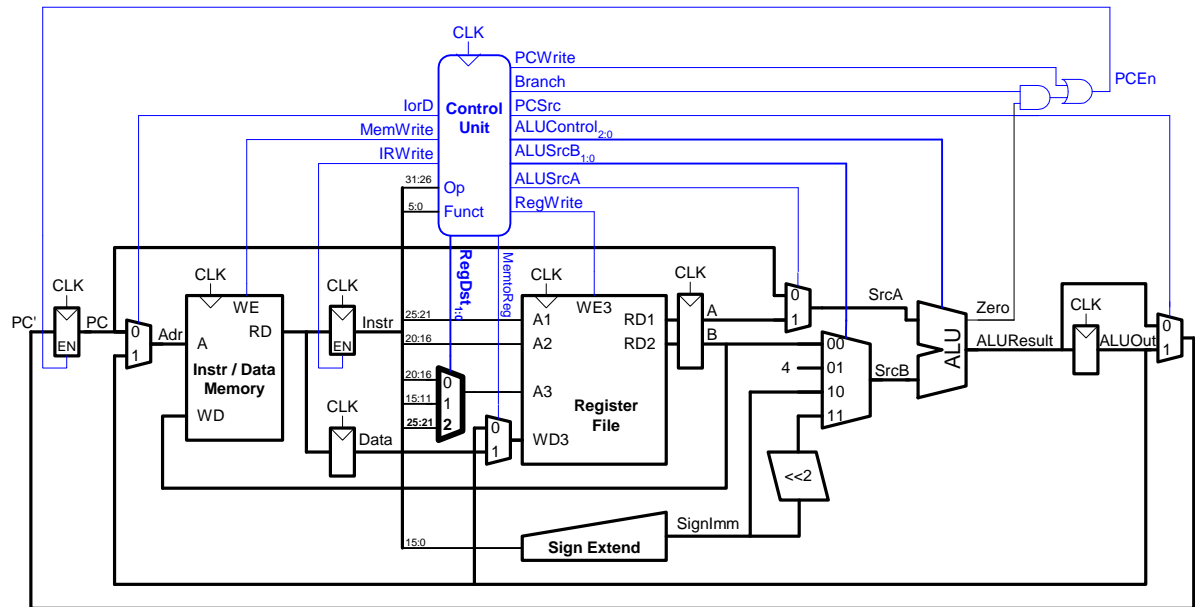 CLK
PCWrite
Branch
PCEn
IorD
Control
Unit
PCSrc
MemWrite
ALUControl2:0
IRWrite
ALUSrcB1:0
31:26
Op
ALUSrcA
5:0
Funct
RegWrite
RegDst1:0
MemtoReg
CLK
CLK
CLK
CLK
CLK
PC'
PC
EN
0
1
Adr
A
WE
RD
Instr / Data
Memory
WD
EN
Instr
25:21
20:16
20:16
15:11
25:21
0
1
2
CLK
Data
0
1
A1
A2
A3
WD3
WE3
RD1
RD2
Register
File
A
B
0
1
SrcA
4
00
01
10
11
SrcB
<<2
ALU
Zero
ALUResult
CLK
ALUOut
0
1
15:0
Sign Extend
SignImm